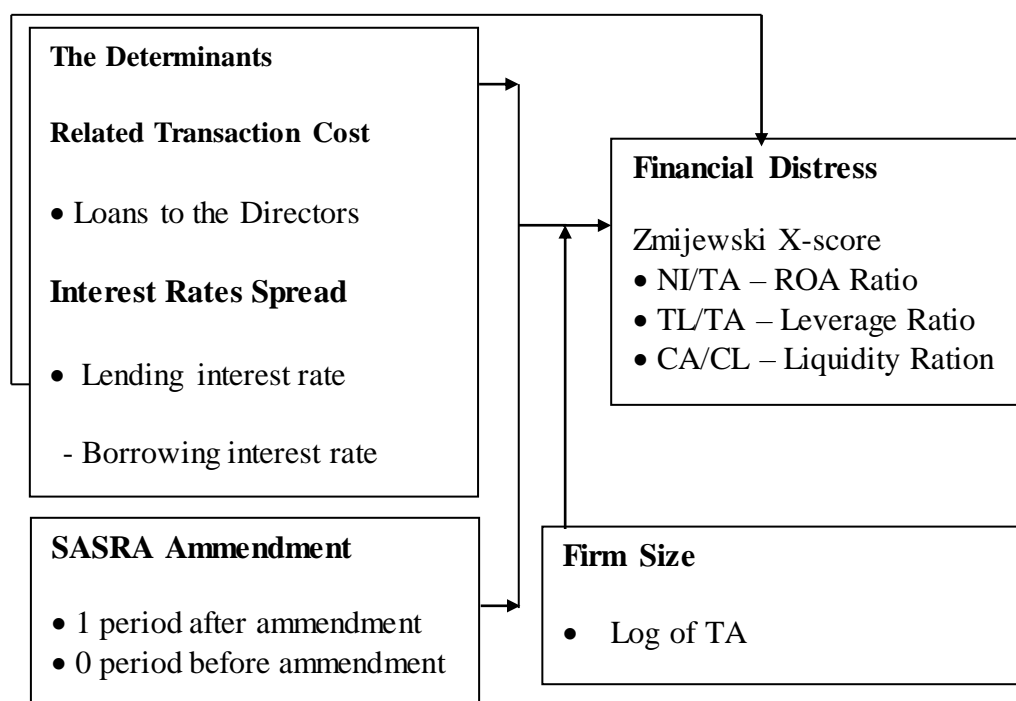 The Determinants
Related Transaction Cost
• Loans to the Directors
Interest Rates Spread
• Lending interest rate
- Borrowing interest rate
SASRA Ammendment
• 1 period after ammendment
• 0 period before ammendment
Financial Distress
Zmijewski X-score
• NI/TA – ROA Ratio
• TL/TA – Leverage Ratio
• CA/CL – Liquidity Ration
Firm Size
• Log of TA